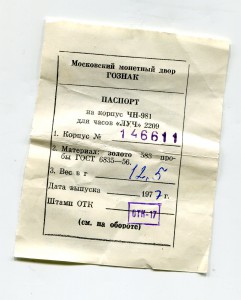 Московский монетный двор
ГОЗНАК
ПАСПОРТ
на корпус ЧН-981
для часов «ЛУЧ» 2209
1. Корпус № 146611
2. Материал: золото 583 про-
бы ГОСТ 6835—56.
3. Вес в г 12,5
Дата выпуска 1977г.
Штамп ОТК ОТК-17
(см. на обороте)